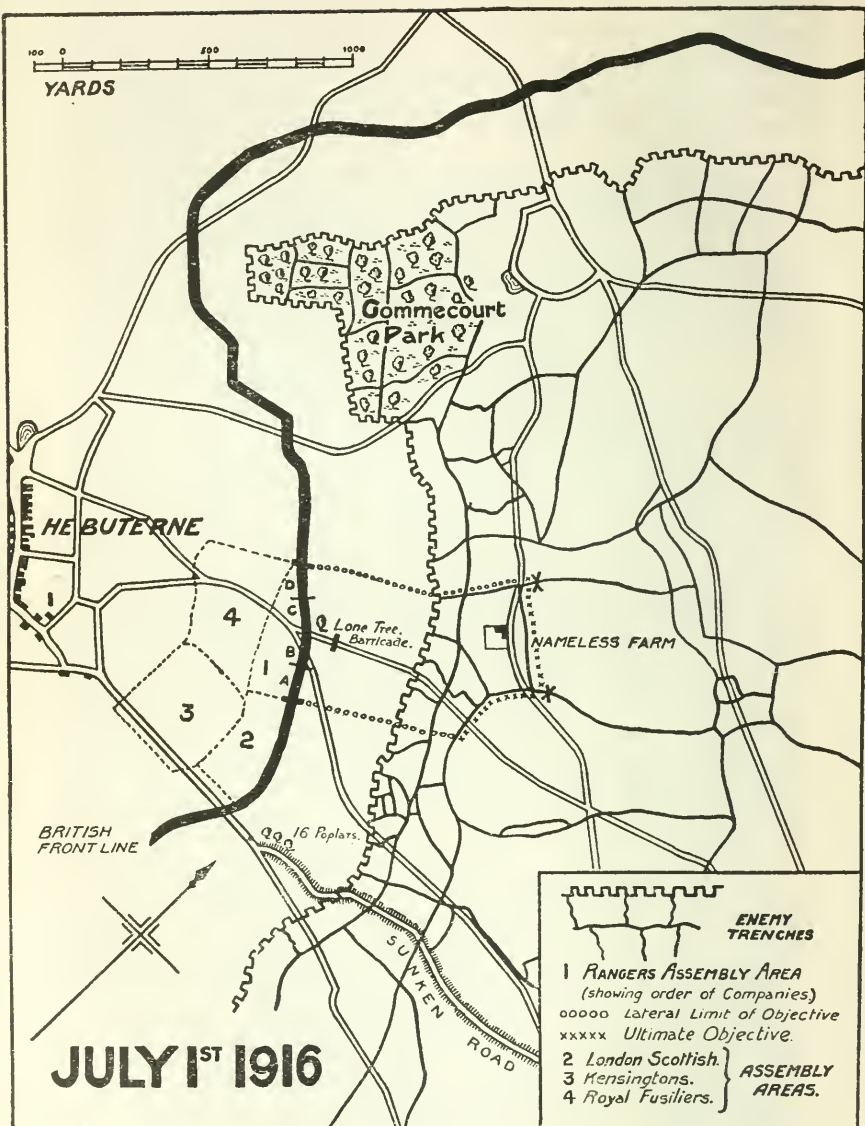 100 0 500 1000
YARDS
Gommecourt
Park
HEBUTERNE
1
D
C
4
Lone Tree.
Barricade.
NAMELESS FARM
B
1
A
3
2
BRITISH
FRONT LINE
16 Poplars.
SUNKEN ROAD
JULY 1ST 1916
ENEMY
TRENCHES
1 RANGERS ASSEMBLY AREA
(showing order of Companies)
ooooo Lateral Limit of Objective
xxxxx Ultimate Objective.
2 London Scottish.
3 Kensingtons.
4 Royal Fusiliers.
ASSEMBLY
AREAS.